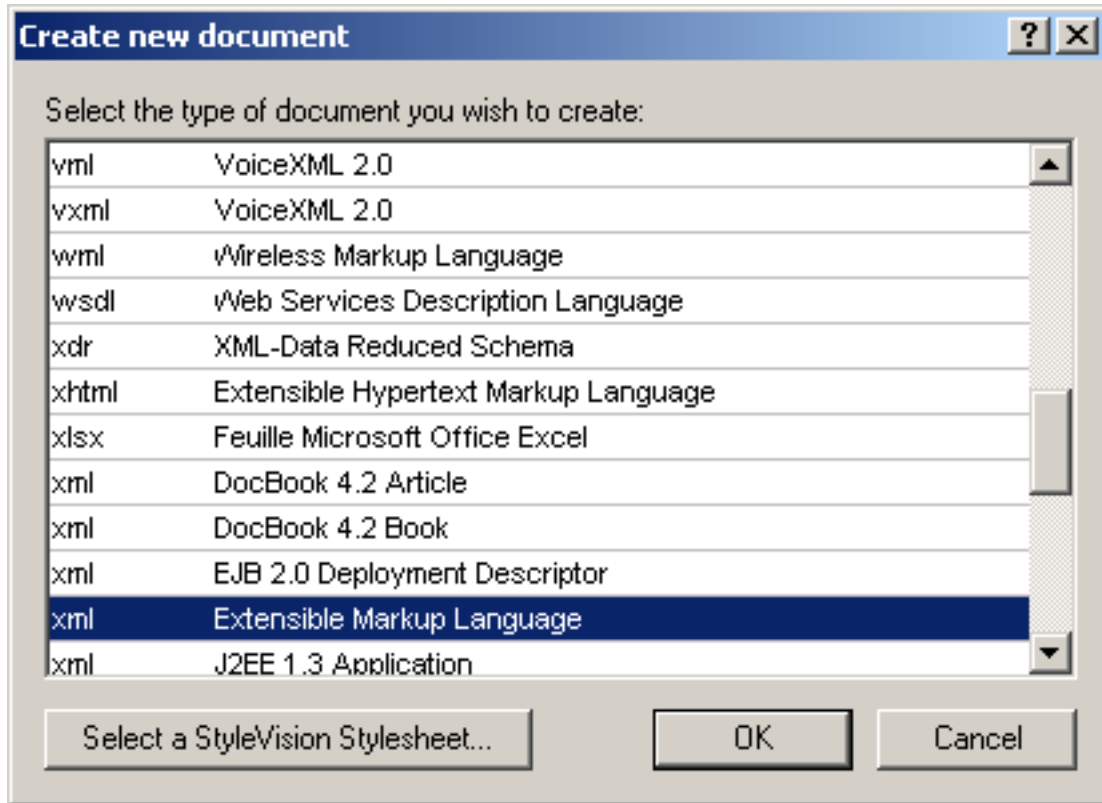 Create new document
Select the type of document you wish to create:
vml VoiceXML 2.0
vxml VoiceXML 2.0
wml Wireless Markup Language
wsdl Web Services Description Language
xdr XML-Data Reduced Schema
xhtml Extensible Hypertext Markup Language
xlsx Feuille Microsoft Office Excel
xml DocBook 4.2 Article
xml DocBook 4.2 Book
xml EJB 2.0 Deployment Descriptor
xml Extensible Markup Language
xml J2EE 1.3 Application
Select a StyleVision Stylesheet... OK Cancel